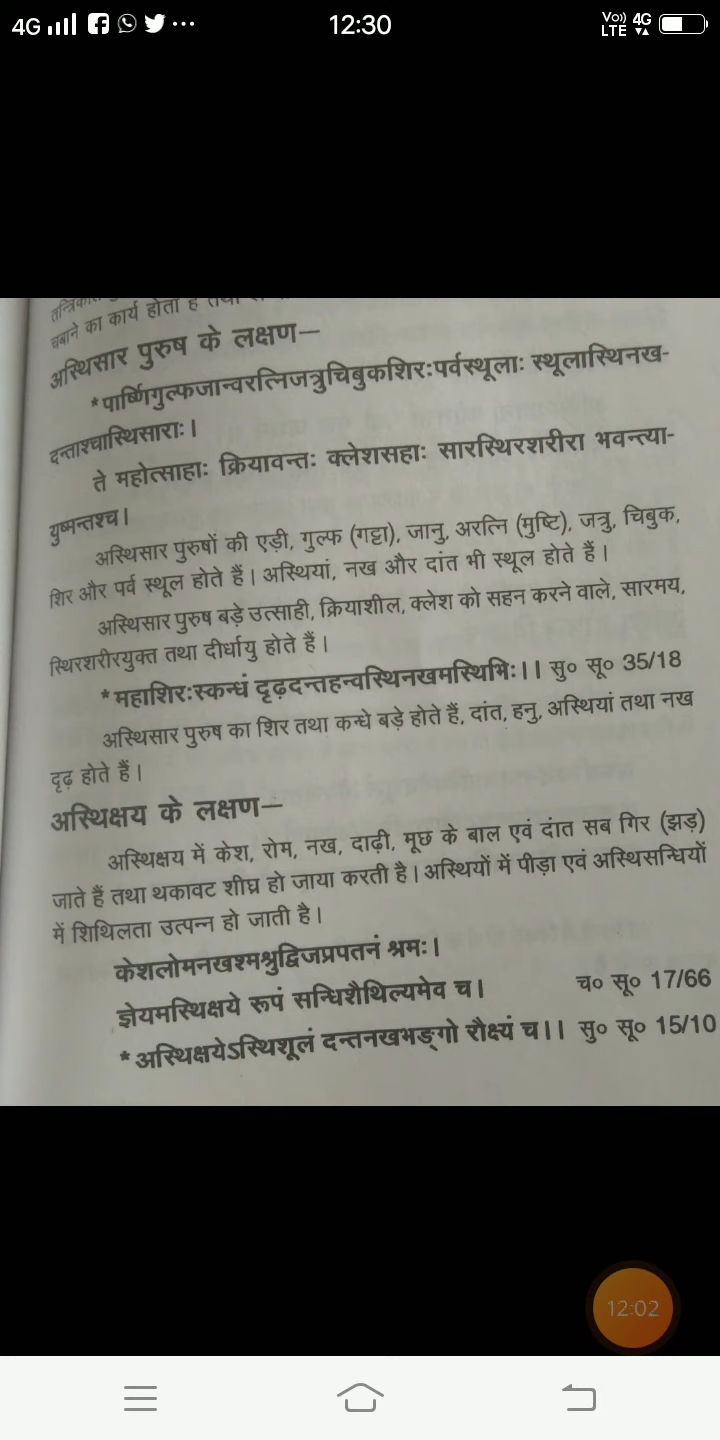 4G 12:30 Vo)) LTE 4G
चबाने का कार्य होता है तथा
अस्थिसार पुरुष के लक्षण—
*पार्ष्णिगुल्फजान्वरत्निजत्रुचिबुकशिरःपर्वस्थूलाः स्थूलास्थिनख-
दन्ताश्चास्थिसाराः।
ते महोत्साहाः क्रियावन्तः क्लेशसहाः सारस्थिरशरीरा भवन्त्या-
युष्मन्तश्च।
अस्थिसार पुरुषों की एड़ी, गुल्फ (गट्टा), जानु, अरत्नि (मुष्टि), जत्रु, चिबुक,
शिर और पर्व स्थूल होते हैं। अस्थियां, नख और दांत भी स्थूल होते हैं।
अस्थिसार पुरुष बड़े उत्साही, क्रियाशील, क्लेश को सहन करने वाले, सारमय,
स्थिरशरीरयुक्त तथा दीर्धायु होते हैं।
*महाशिरःस्कन्धं दृढ़दन्तहन्वस्थिनखमस्थिभिः।। सु० सू० 35/18
अस्थिसार पुरुष का शिर तथा कन्धे बड़े होते हैं, दांत, हनु, अस्थियां तथा नख
दृढ़ होते हैं।
अस्थिक्षय के लक्षण—
अस्थिक्षय में केश, रोम, नख, दाढ़ी, मूछ के बाल एवं दांत सब गिर (झड़)
जाते हैं तथा थकावट शीघ्र हो जाया करती है। अस्थियों में पीड़ा एवं अस्थिसन्धियों
में शिथिलता उत्पन्न हो जाती है।
केशलोमनखश्मश्रुद्विजप्रपतनं श्रमः।
ज्ञेयमस्थिक्षये रूपं सन्धिशैथिल्यमेव च। च० सू० 17/66
*अस्थिक्षयेऽस्थिशूलं दन्तनखभङ्गो रौक्ष्यं च।। सु० सू० 15/10
12:02